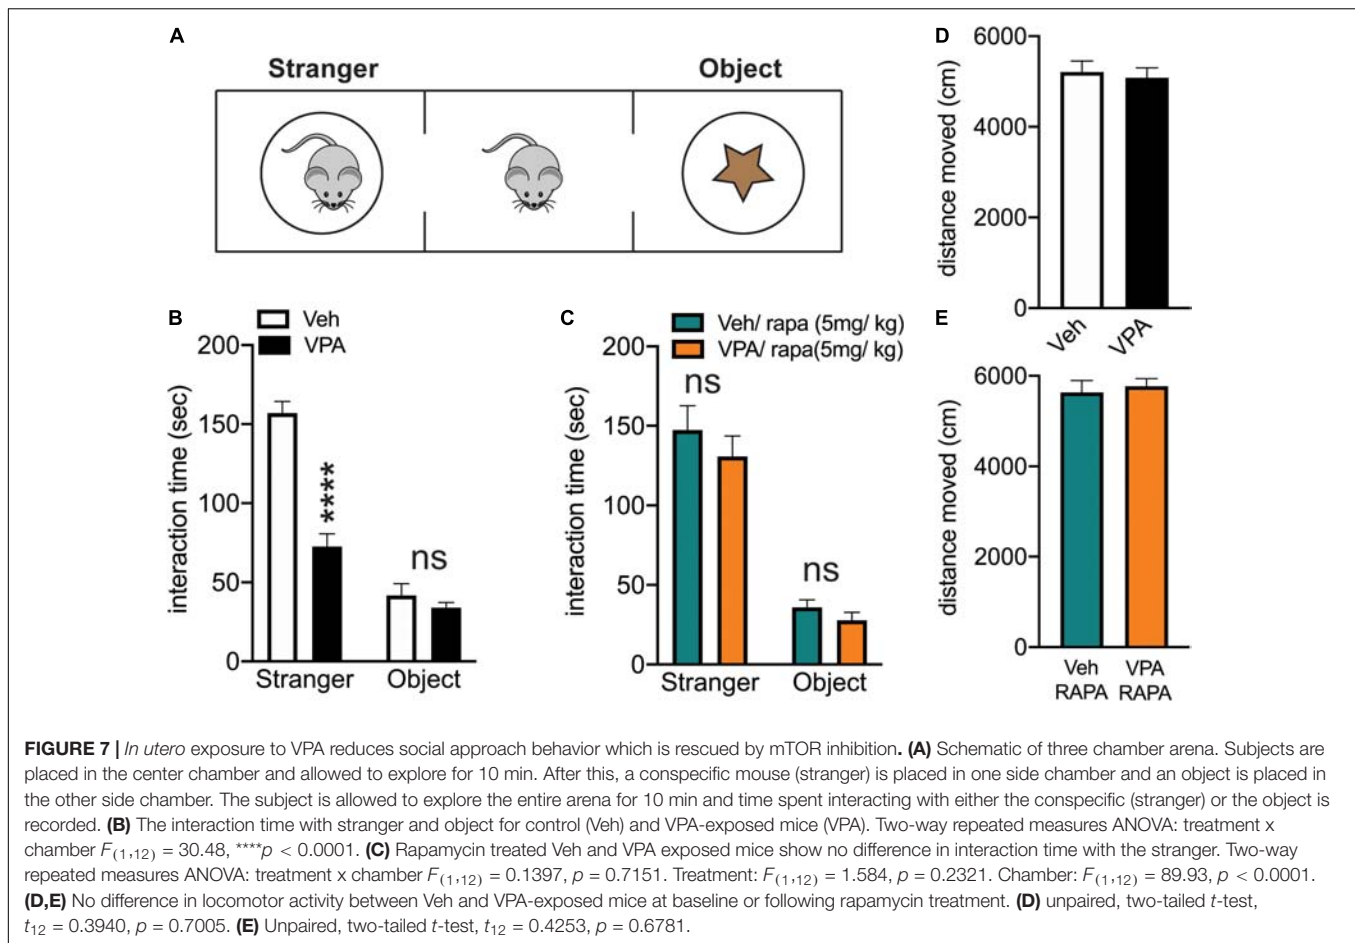 A
Stranger
Object
B
Veh
VPA
200
150
100
50
0
interaction time (sec)
****
ns
Stranger
Object
C
Veh/ rapa (5mg/ kg)
VPA/ rapa(5mg/ kg)
200
150
100
50
0
interaction time (sec)
ns
ns
Stranger
Object
D
6000
4000
2000
0
distance moved (cm)
Veh
VPA
E
6000
4000
2000
0
distance moved (cm)
Veh
RAPA
VPA
RAPA
FIGURE 7 | In utero exposure to VPA reduces social approach behavior which is rescued by mTOR inhibition. (A) Schematic of three chamber arena. Subjects are
placed in the center chamber and allowed to explore for 10 min. After this, a conspecific mouse (stranger) is placed in one side chamber and an object is placed in
the other side chamber. The subject is allowed to explore the entire arena for 10 min and time spent interacting with either the conspecific (stranger) or the object is
recorded. (B) The interaction time with stranger and object for control (Veh) and VPA-exposed mice (VPA). Two-way repeated measures ANOVA: treatment x
chamber F(1,12) = 30.48, ****p < 0.0001. (C) Rapamycin treated Veh and VPA exposed mice show no difference in interaction time with the stranger. Two-way
repeated measures ANOVA: treatment x chamber F(1,12) = 0.1397, p = 0.7151. Treatment: F(1,12) = 1.584, p = 0.2321. Chamber: F(1,12) = 89.93, p < 0.0001.
(D,E) No difference in locomotor activity between Veh and VPA-exposed mice at baseline or following rapamycin treatment. (D) unpaired, two-tailed t-test,
t12 = 0.3940, p = 0.7005. (E) Unpaired, two-tailed t-test, t12 = 0.4253, p = 0.6781.